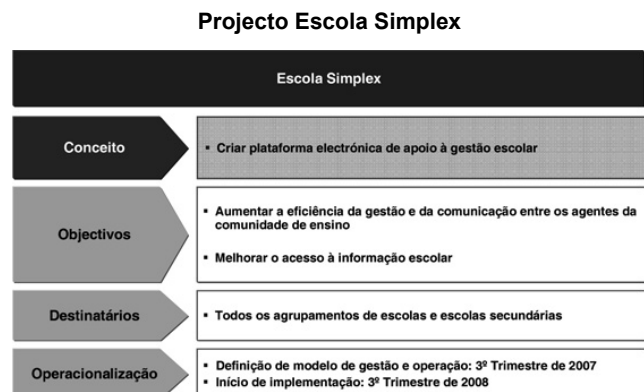 Projecto Escola Simplex
Escola Simplex
Conceito
▪ Criar plataforma electrónica de apoio à gestão escolar
Objectivos
▪ Aumentar a eficiência da gestão e da comunicação entre os agentes da
comunidade de ensino
▪ Melhorar o acesso à informação escolar
Destinatários
▪ Todos os agrupamentos de escolas e escolas secundárias
Operacionalização
▪ Definição de modelo de gestão e operação: 3º Trimestre de 2007
▪ Início de implementação: 3º Trimestre de 2008